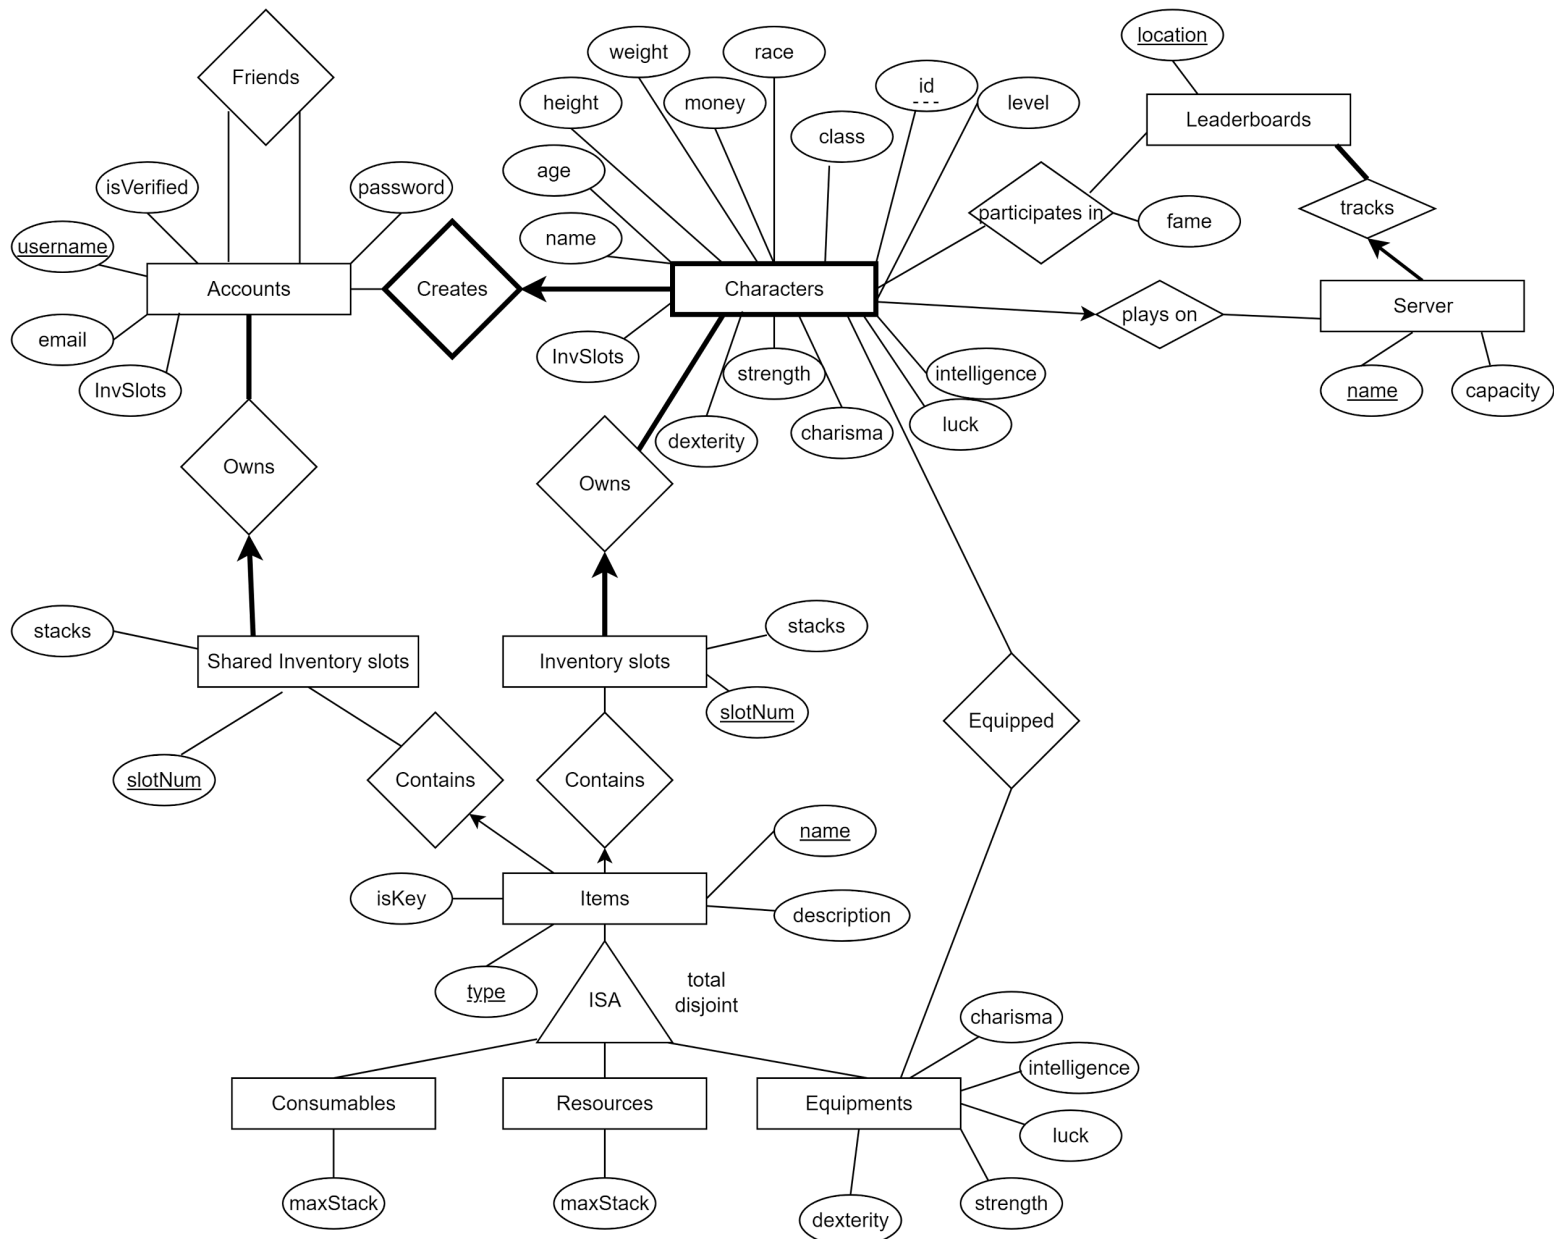 Friends
weight
race
location
id
level
height
money
Leaderboards
class
age
isVerified
password
username
name
participates in
fame
tracks
Accounts
Creates
Characters
plays on
Server
email
InvSlots
InvSlots
strength
intelligence
name
capacity
dexterity
charisma
luck
Owns
Owns
stacks
Shared Inventory slots
Inventory slots
stacks
slotNum
Equipped
slotNum
Contains
Contains
name
isKey
Items
description
type
ISA
total
disjoint
charisma
intelligence
Consumables
Resources
Equipments
luck
maxStack
maxStack
strength
dexterity